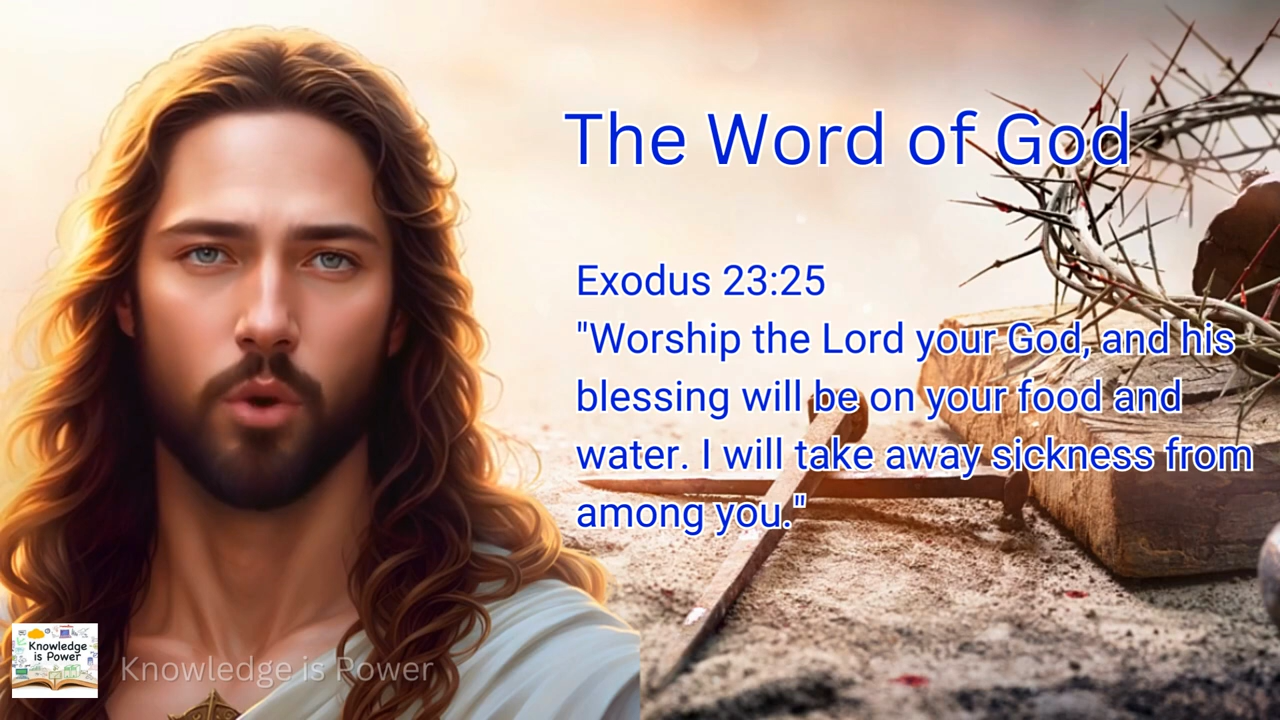 The Word of God
Exodus 23:25
"Worship the Lord your God, and his
blessing will be on your food and
water. I will take away sickness from
among you."
Knowledge
is Power
Knowledge is Power